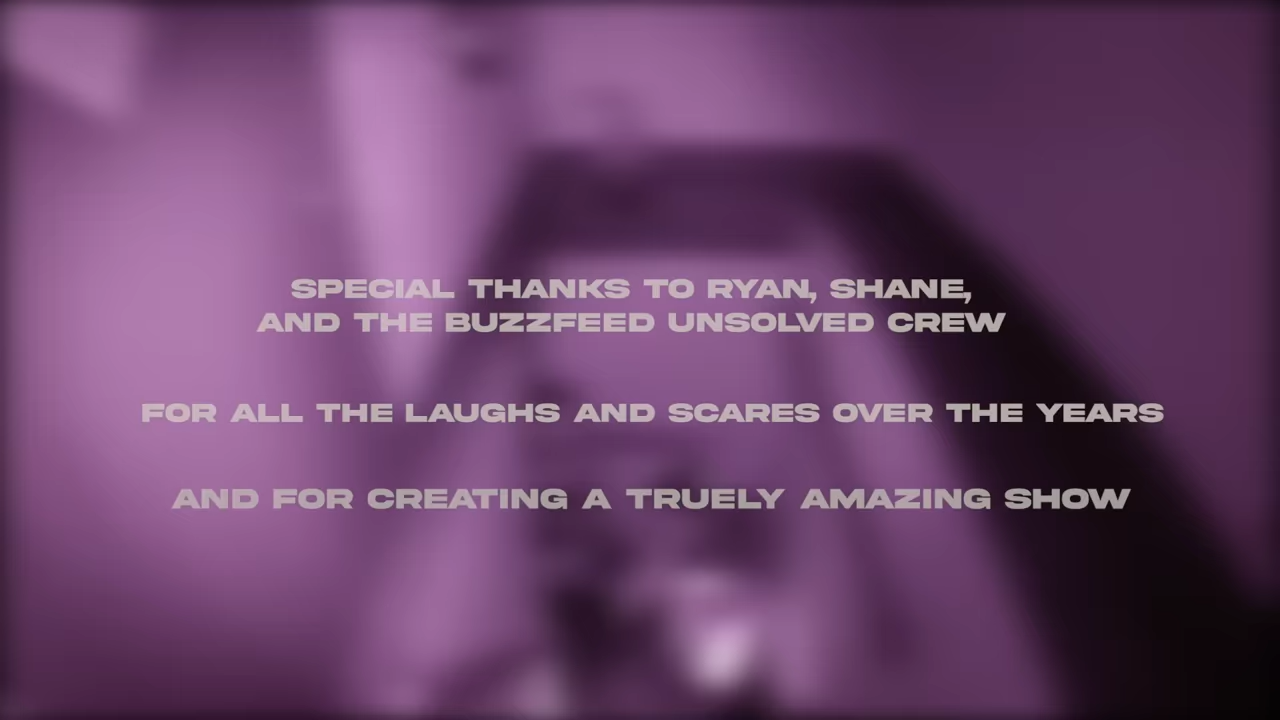 SPECIAL THANKS TO RYAN, SHANE,
AND THE BUZZFEED UNSOLVED CREW
FOR ALL THE LAUGHS AND SCARES OVER THE YEARS
AND FOR CREATING A TRUELY AMAZING SHOW